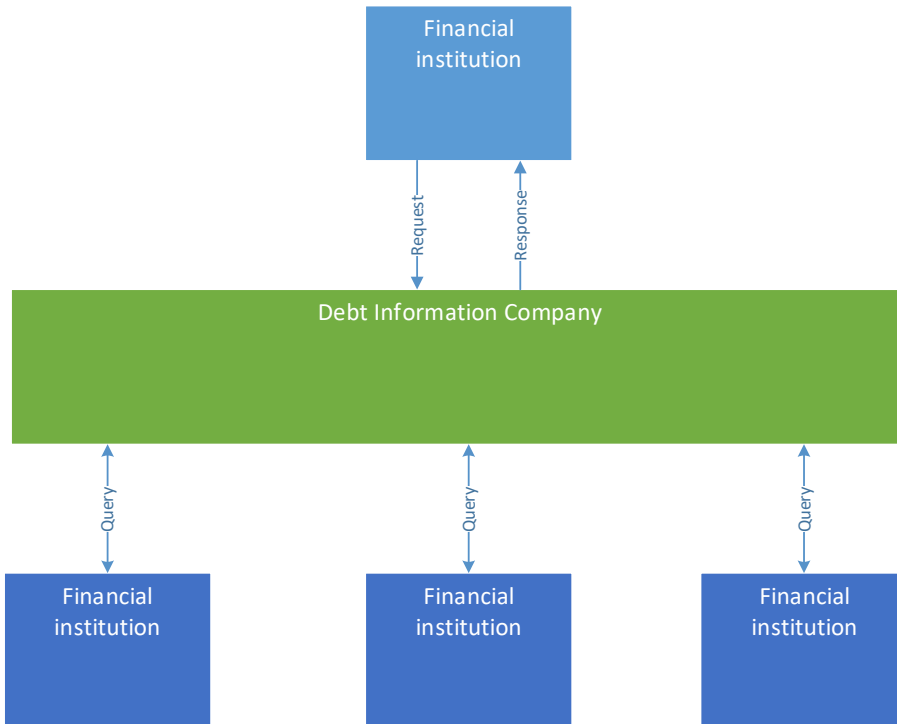 Financial
institution
Request
Response
Debt Information Company
Query
Query
Query
Financial
institution
Financial
institution
Financial
institution